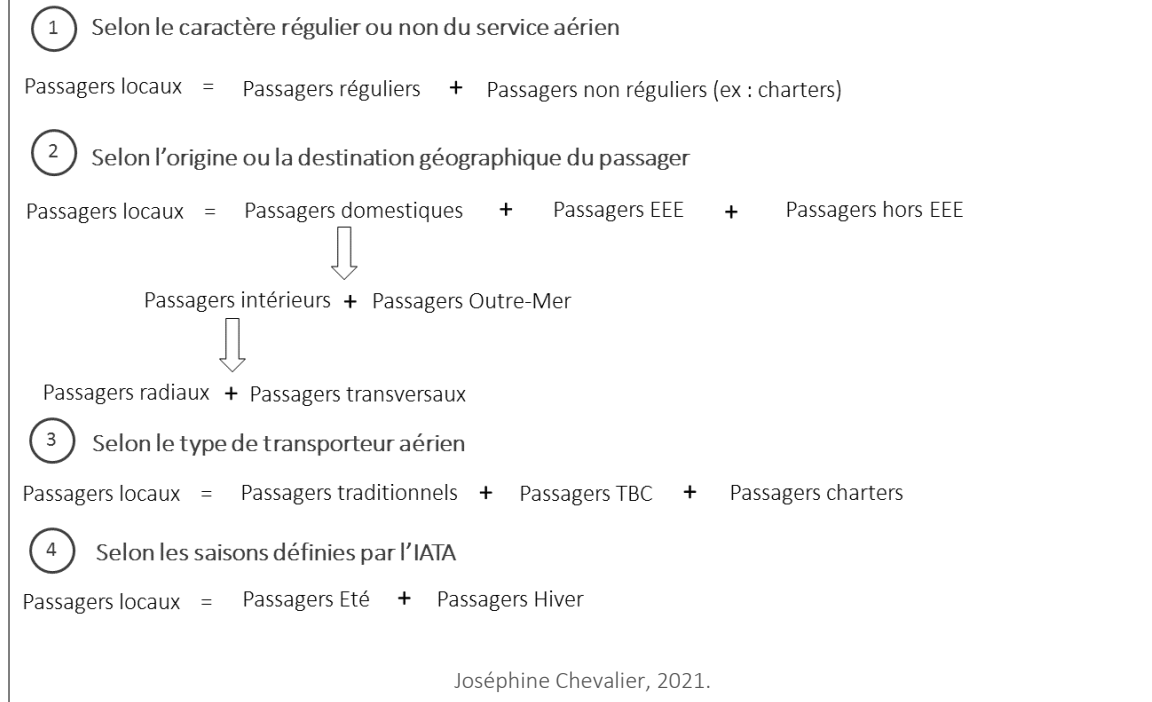 1 Selon le caractère régulier ou non du service aérien
Passagers locaux = Passagers réguliers + Passagers non réguliers (ex : charters)
2 Selon l'origine ou la destination géographique du passager
Passagers locaux = Passagers domestiques + Passagers EEE + Passagers hors EEE
Passagers intérieurs + Passagers Outre-Mer
Passagers radiaux + Passagers transversaux
3 Selon le type de transporteur aérien
Passagers locaux = Passagers traditionnels + Passagers TBC + Passagers charters
4 Selon les saisons définies par l'IATA
Passagers locaux = Passagers Eté + Passagers Hiver
Joséphine Chevalier, 2021.